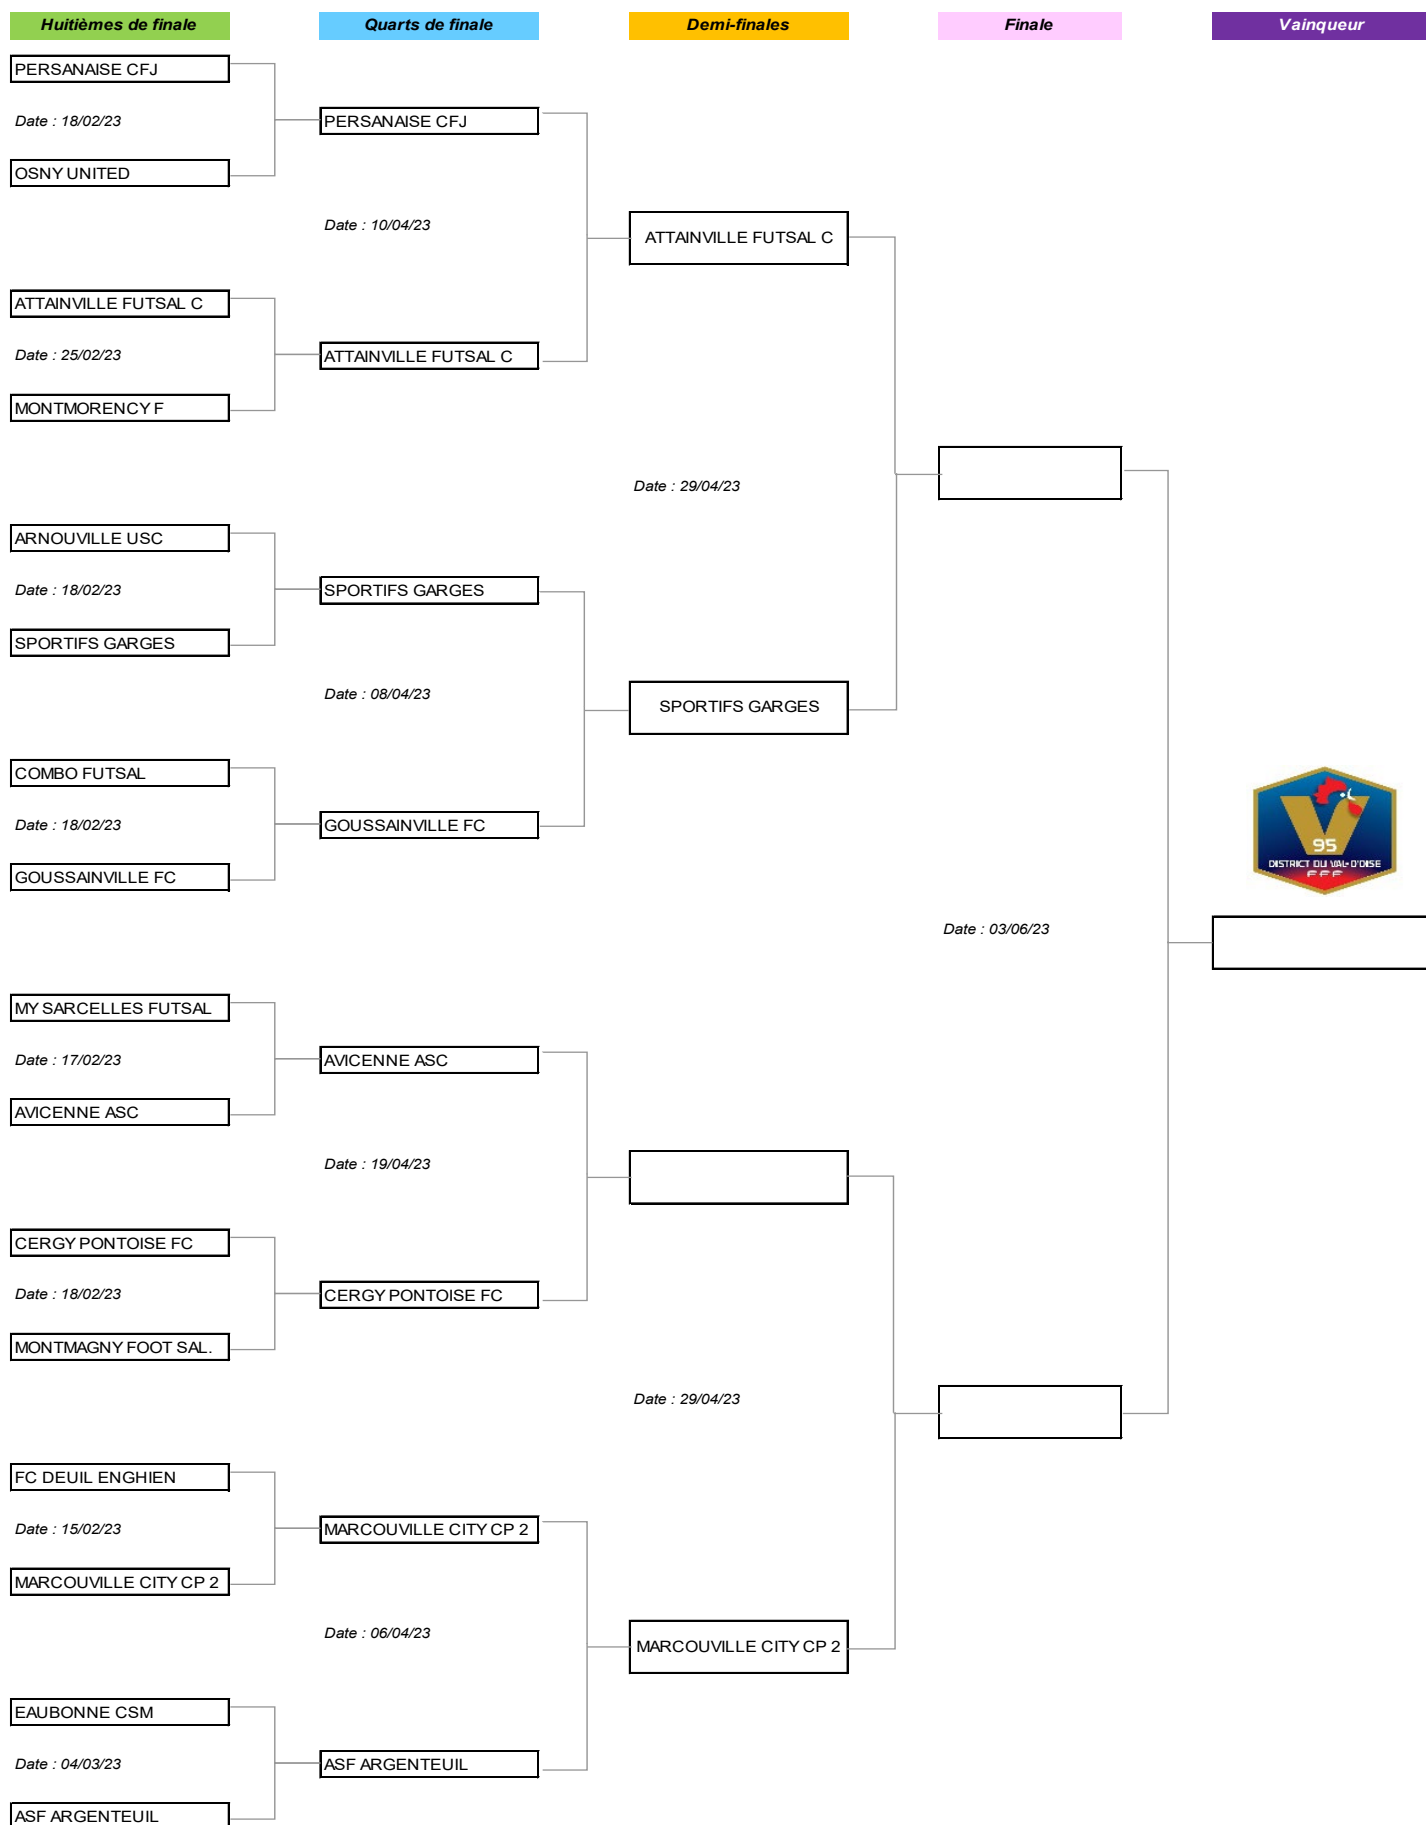 Huitièmes de finale
Quarts de finale
Demi-finales
Finale
Vainqueur
PERSANAISE CFJ
Date : 18/02/23
PERSANAISE CFJ
OSNY UNITED
Date : 10/04/23
ATTAINVILLE FUTSAL C
ATTAINVILLE FUTSAL C
Date : 25/02/23
ATTAINVILLE FUTSAL C
MONTMORENCY F
Date : 29/04/23
ARNOUVILLE USC
Date : 18/02/23
SPORTIFS GARGES
SPORTIFS GARGES
Date : 08/04/23
SPORTIFS GARGES
COMBO FUTSAL
Date : 18/02/23
GOUSSAINVILLE FC
GOUSSAINVILLE FC
95
DISTRICT DU VAL-D'OISE
FFF
Date : 03/06/23
MY SARCELLES FUTSAL
Date : 17/02/23
AVICENNE ASC
AVICENNE ASC
Date : 19/04/23
CERGY PONTOISE FC
Date : 18/02/23
CERGY PONTOISE FC
MONTMAGNY FOOT SAL.
Date : 29/04/23
FC DEUIL ENGHIEN
Date : 15/02/23
MARCOUVILLE CITY CP 2
MARCOUVILLE CITY CP 2
Date : 06/04/23
MARCOUVILLE CITY CP 2
EAUBONNE CSM
Date : 04/03/23
ASF ARGENTEUIL
ASF ARGENTEUIL